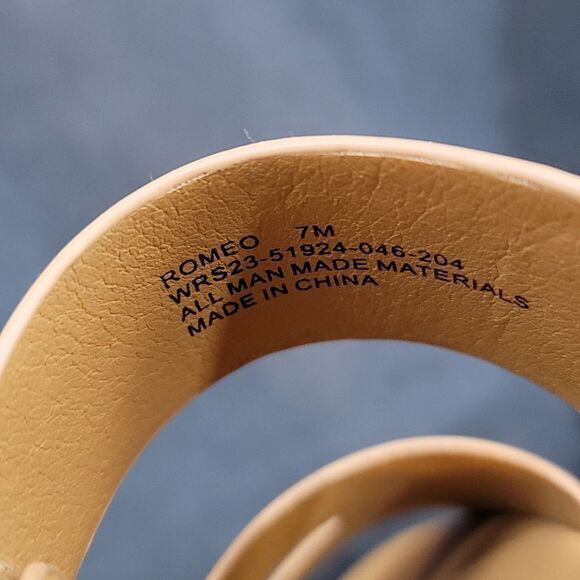 ROMEO 7M
WRS23-51924-046-204
ALL MAN MADE MATERIALS
MADE IN CHINA